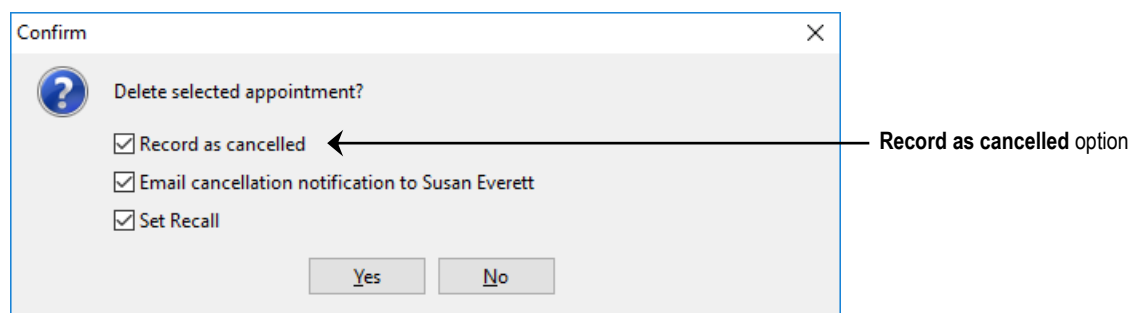 Confirm
Delete selected appointment?
Record as cancelled
Record as cancelled option
Email cancellation notification to Susan Everett
Set Recall
Yes
No